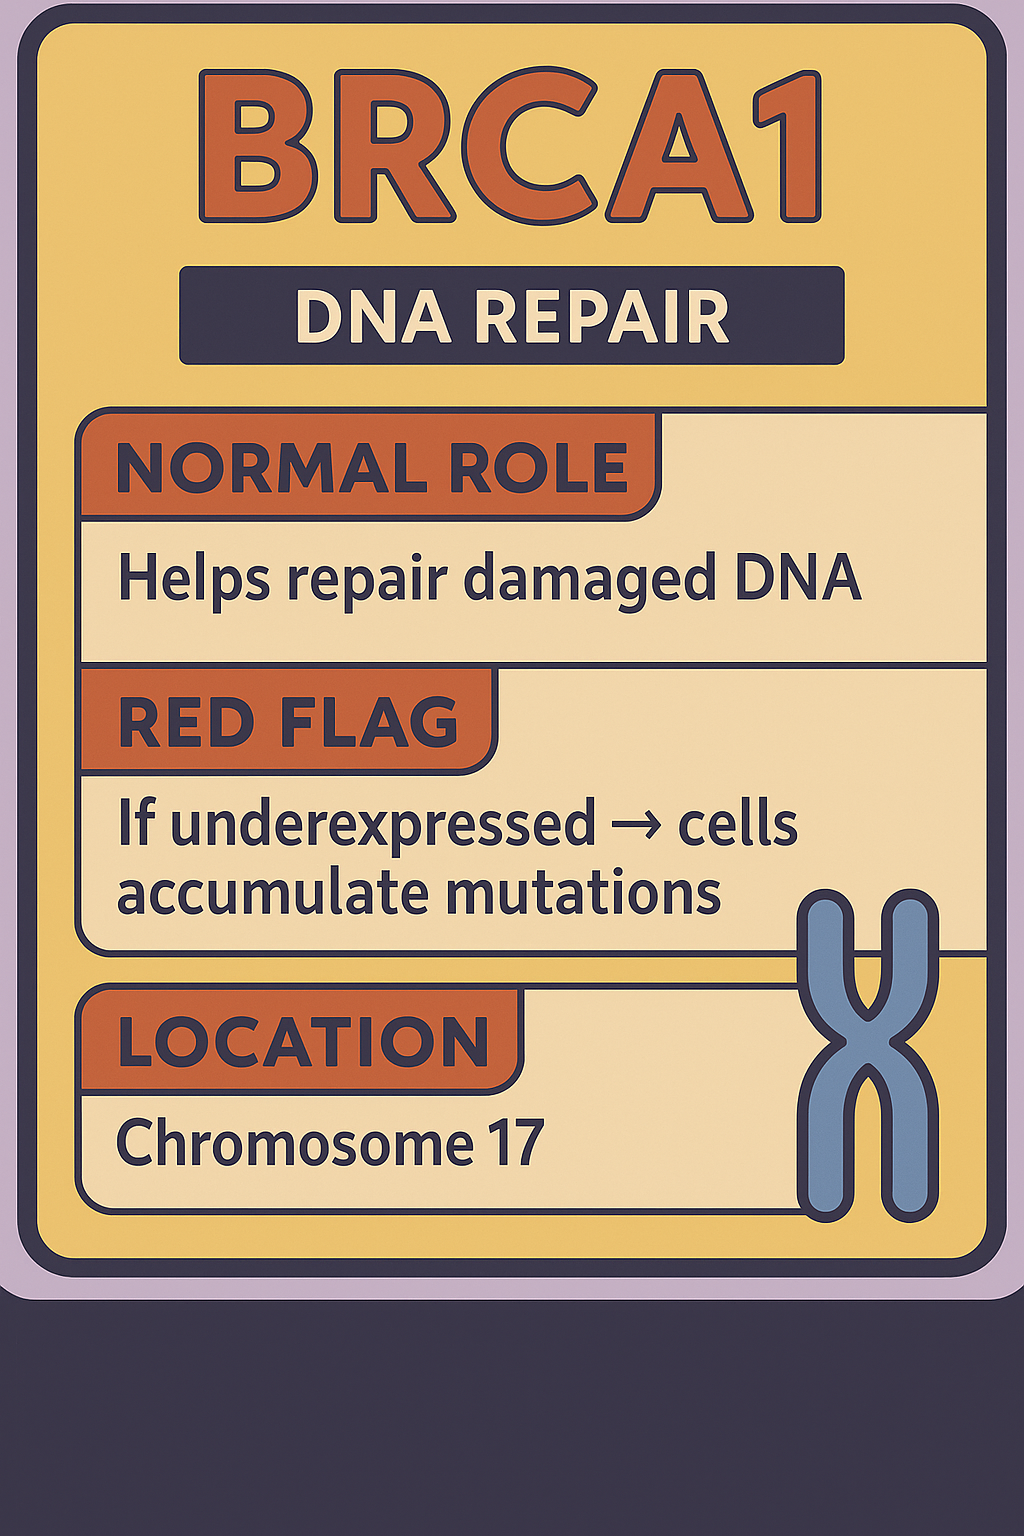 BRCA1
DNA REPAIR
NORMAL ROLE
Helps repair damaged DNA
RED FLAG
If underexpressed → cells
accumulate mutations
LOCATION
Chromosome 17